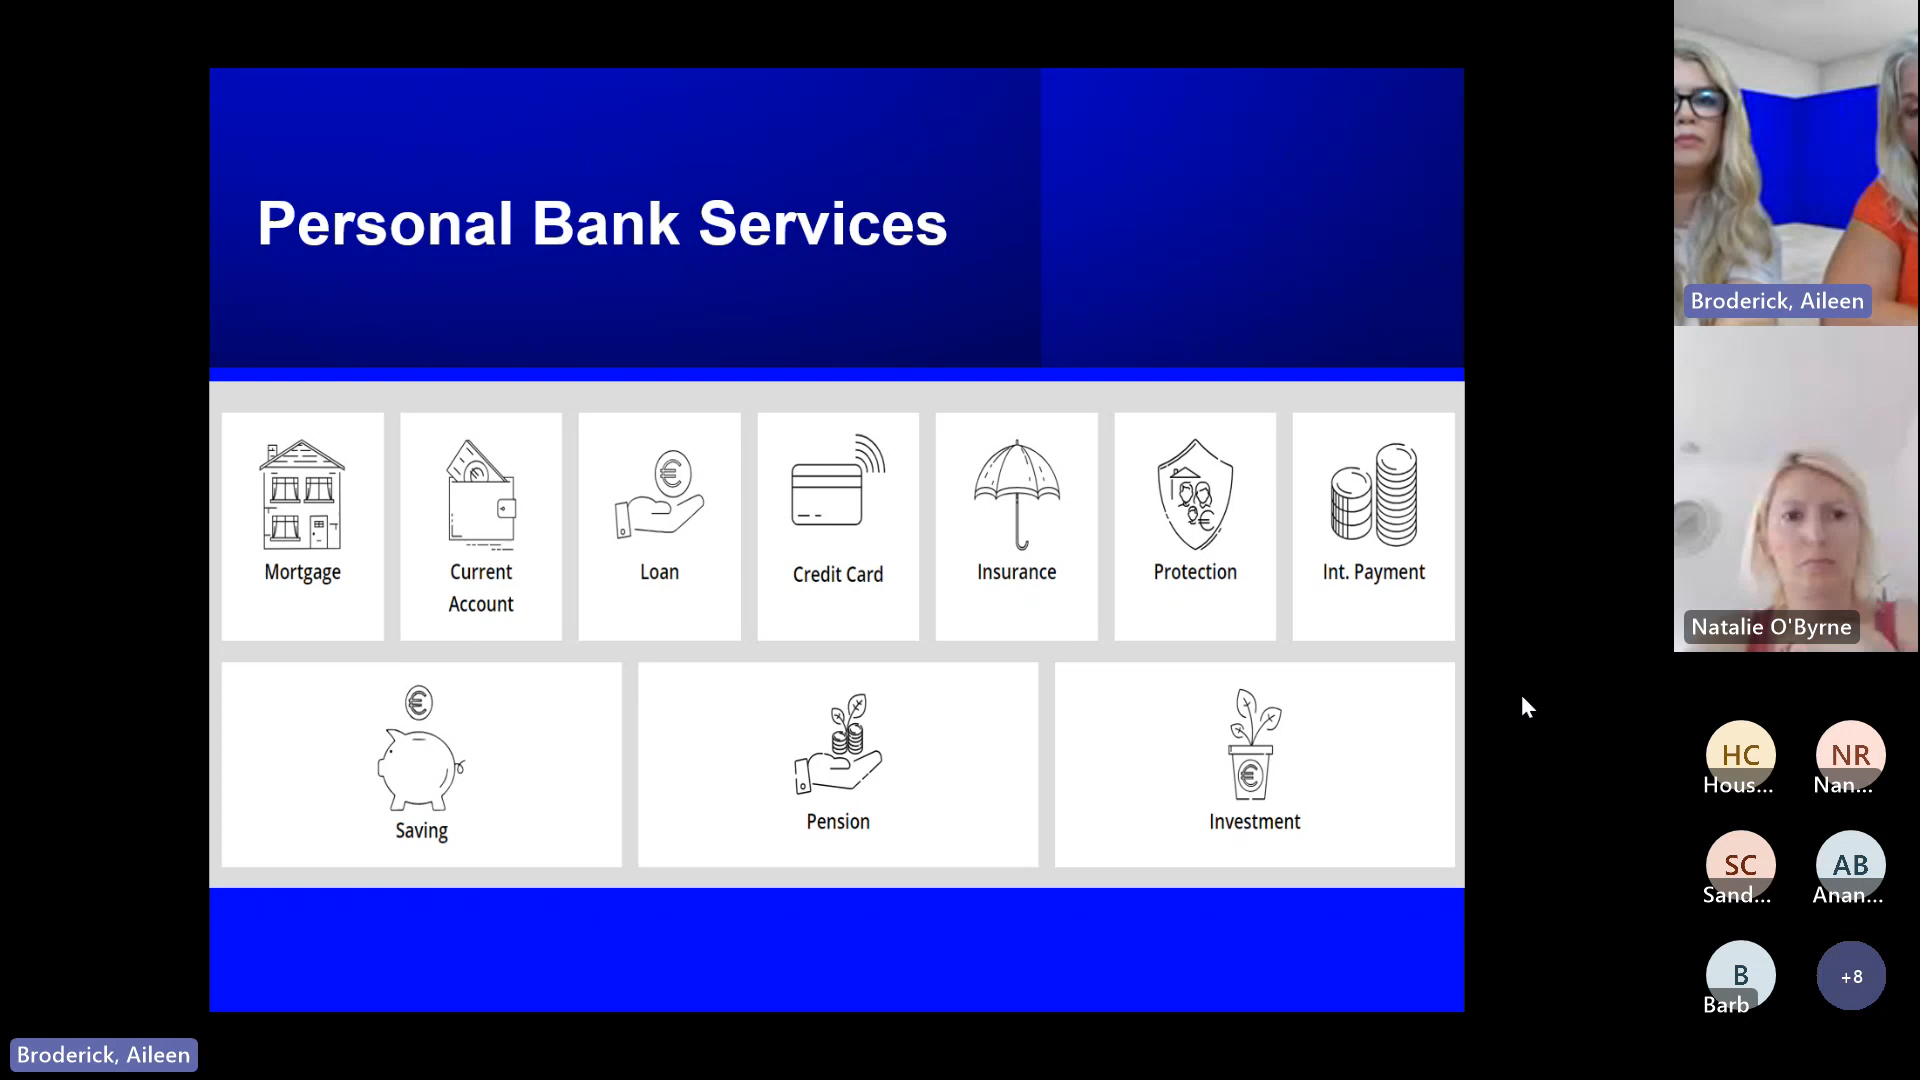 Personal Bank Services
Mortgage
Current
Account
Loan
Credit Card
Insurance
Protection
Int. Payment
€
Saving
Pension
€
Investment
Broderick, Aileen
Natalie O'Byrne
HC
Hous...
NR
Nan...
SC
Sand...
AB
Anan...
B
Barb
+8
Broderick, Aileen